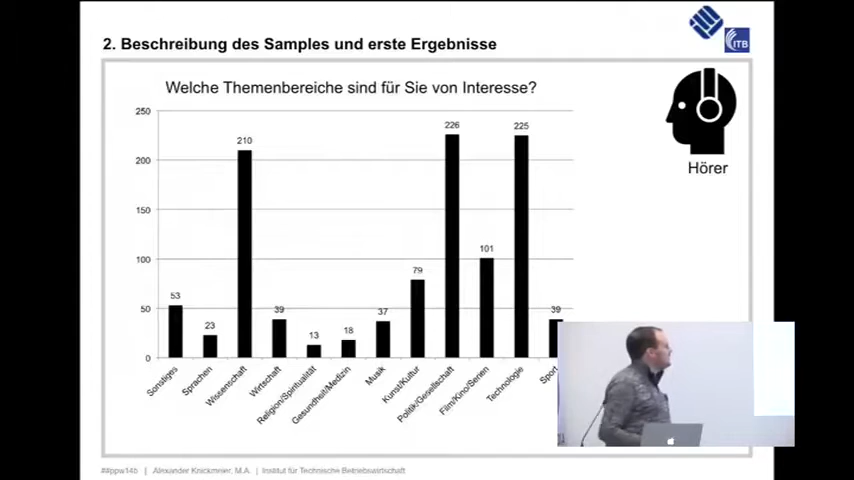 2. Beschreibung des Samples und erste Ergebnisse
ITB
Welche Themenbereiche sind für Sie von Interesse?
Hörer
250
200
150
100
50
0
53
23
210
39
13
18
37
79
226
101
225
39
Sonstiges
Sprachen
Wissenschaft
Wirtschaft
Religion/Spiritualität
Gesundheit/Medizin
Musik
Kunst/Kultur
Politik/Gesellschaft
Film/Kino/Serien
Technologie
Sport
| Alexander Knickmeier, M.A. | Institut für Technische Betriebswirtschaft